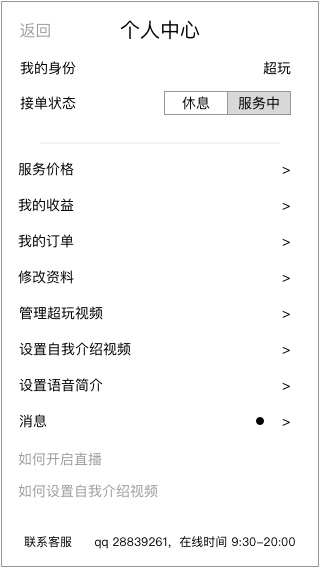 返回 个人中心
我的身份 超玩
接单状态 休息 服务中
服务价格 >
我的收益 >
我的订单 >
修改资料 >
管理超玩视频 >
设置自我介绍视频 >
设置语音简介 >
消息 >
如何开启直播
如何设置自我介绍视频
联系客服 qq 28839261，在线时间 9:30-20:00